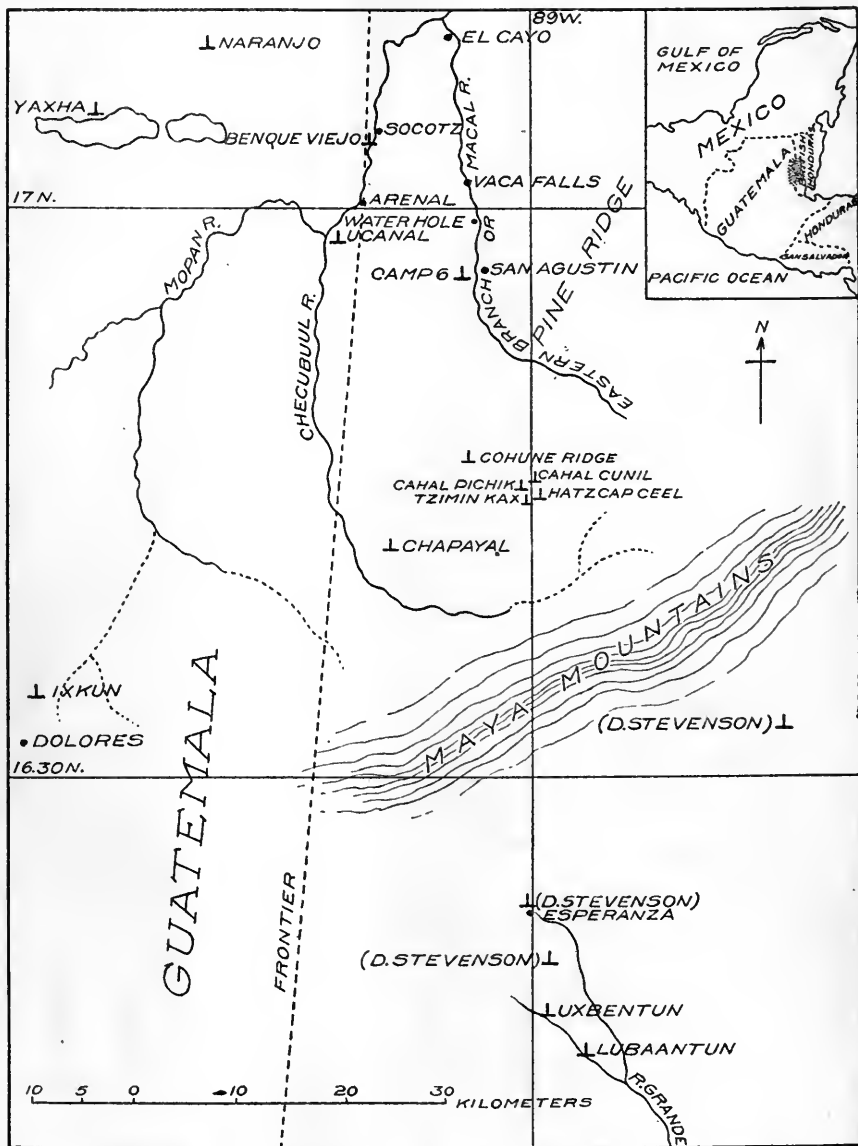 89W.
NARANJO
EL CAYO
GULF OF
MEXICO
YAXHA
MEXICO
BENQUE VIEJO
SOCOTZ
MACAL R.
OR
EASTERN BRANCH
VACA FALLS
17 N.
ARENAL
WATER HOLE
UCANAL
MOPAN R.
CAMP 6
SAN AGUSTIN
PINE RIDGE
GUATEMALA
BRITISH
HONDURAS
HONDURAS
SAN SALVADOR
PACIFIC OCEAN
N
CHECUBUUL R.
COHUNE RIDGE
CAHAL CUNIL
CAHAL PICHIK
HATZCAP CEEL
TZIMIN KAX
CHAPAYAL
MAYA MOUNTAINS
IXKUN
DOLORES
(D.STEVENSON)
16.30 N.
GUATEMALA
FRONTIER
(D.STEVENSON)
ESPERANZA
(D.STEVENSON)
UXBENTUN
LUBAANTUN
R.GRANDE
10 5 0 10 20 30
KILOMETERS